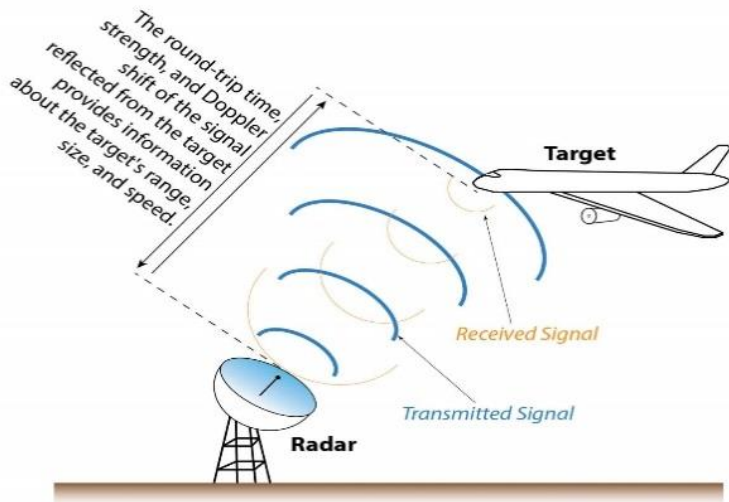 The round-trip time,
strength, and Doppler
shift of the signal
reflected from the target
provides information
about the target's range,
size, and speed.
Target
Received Signal
Transmitted Signal
Radar